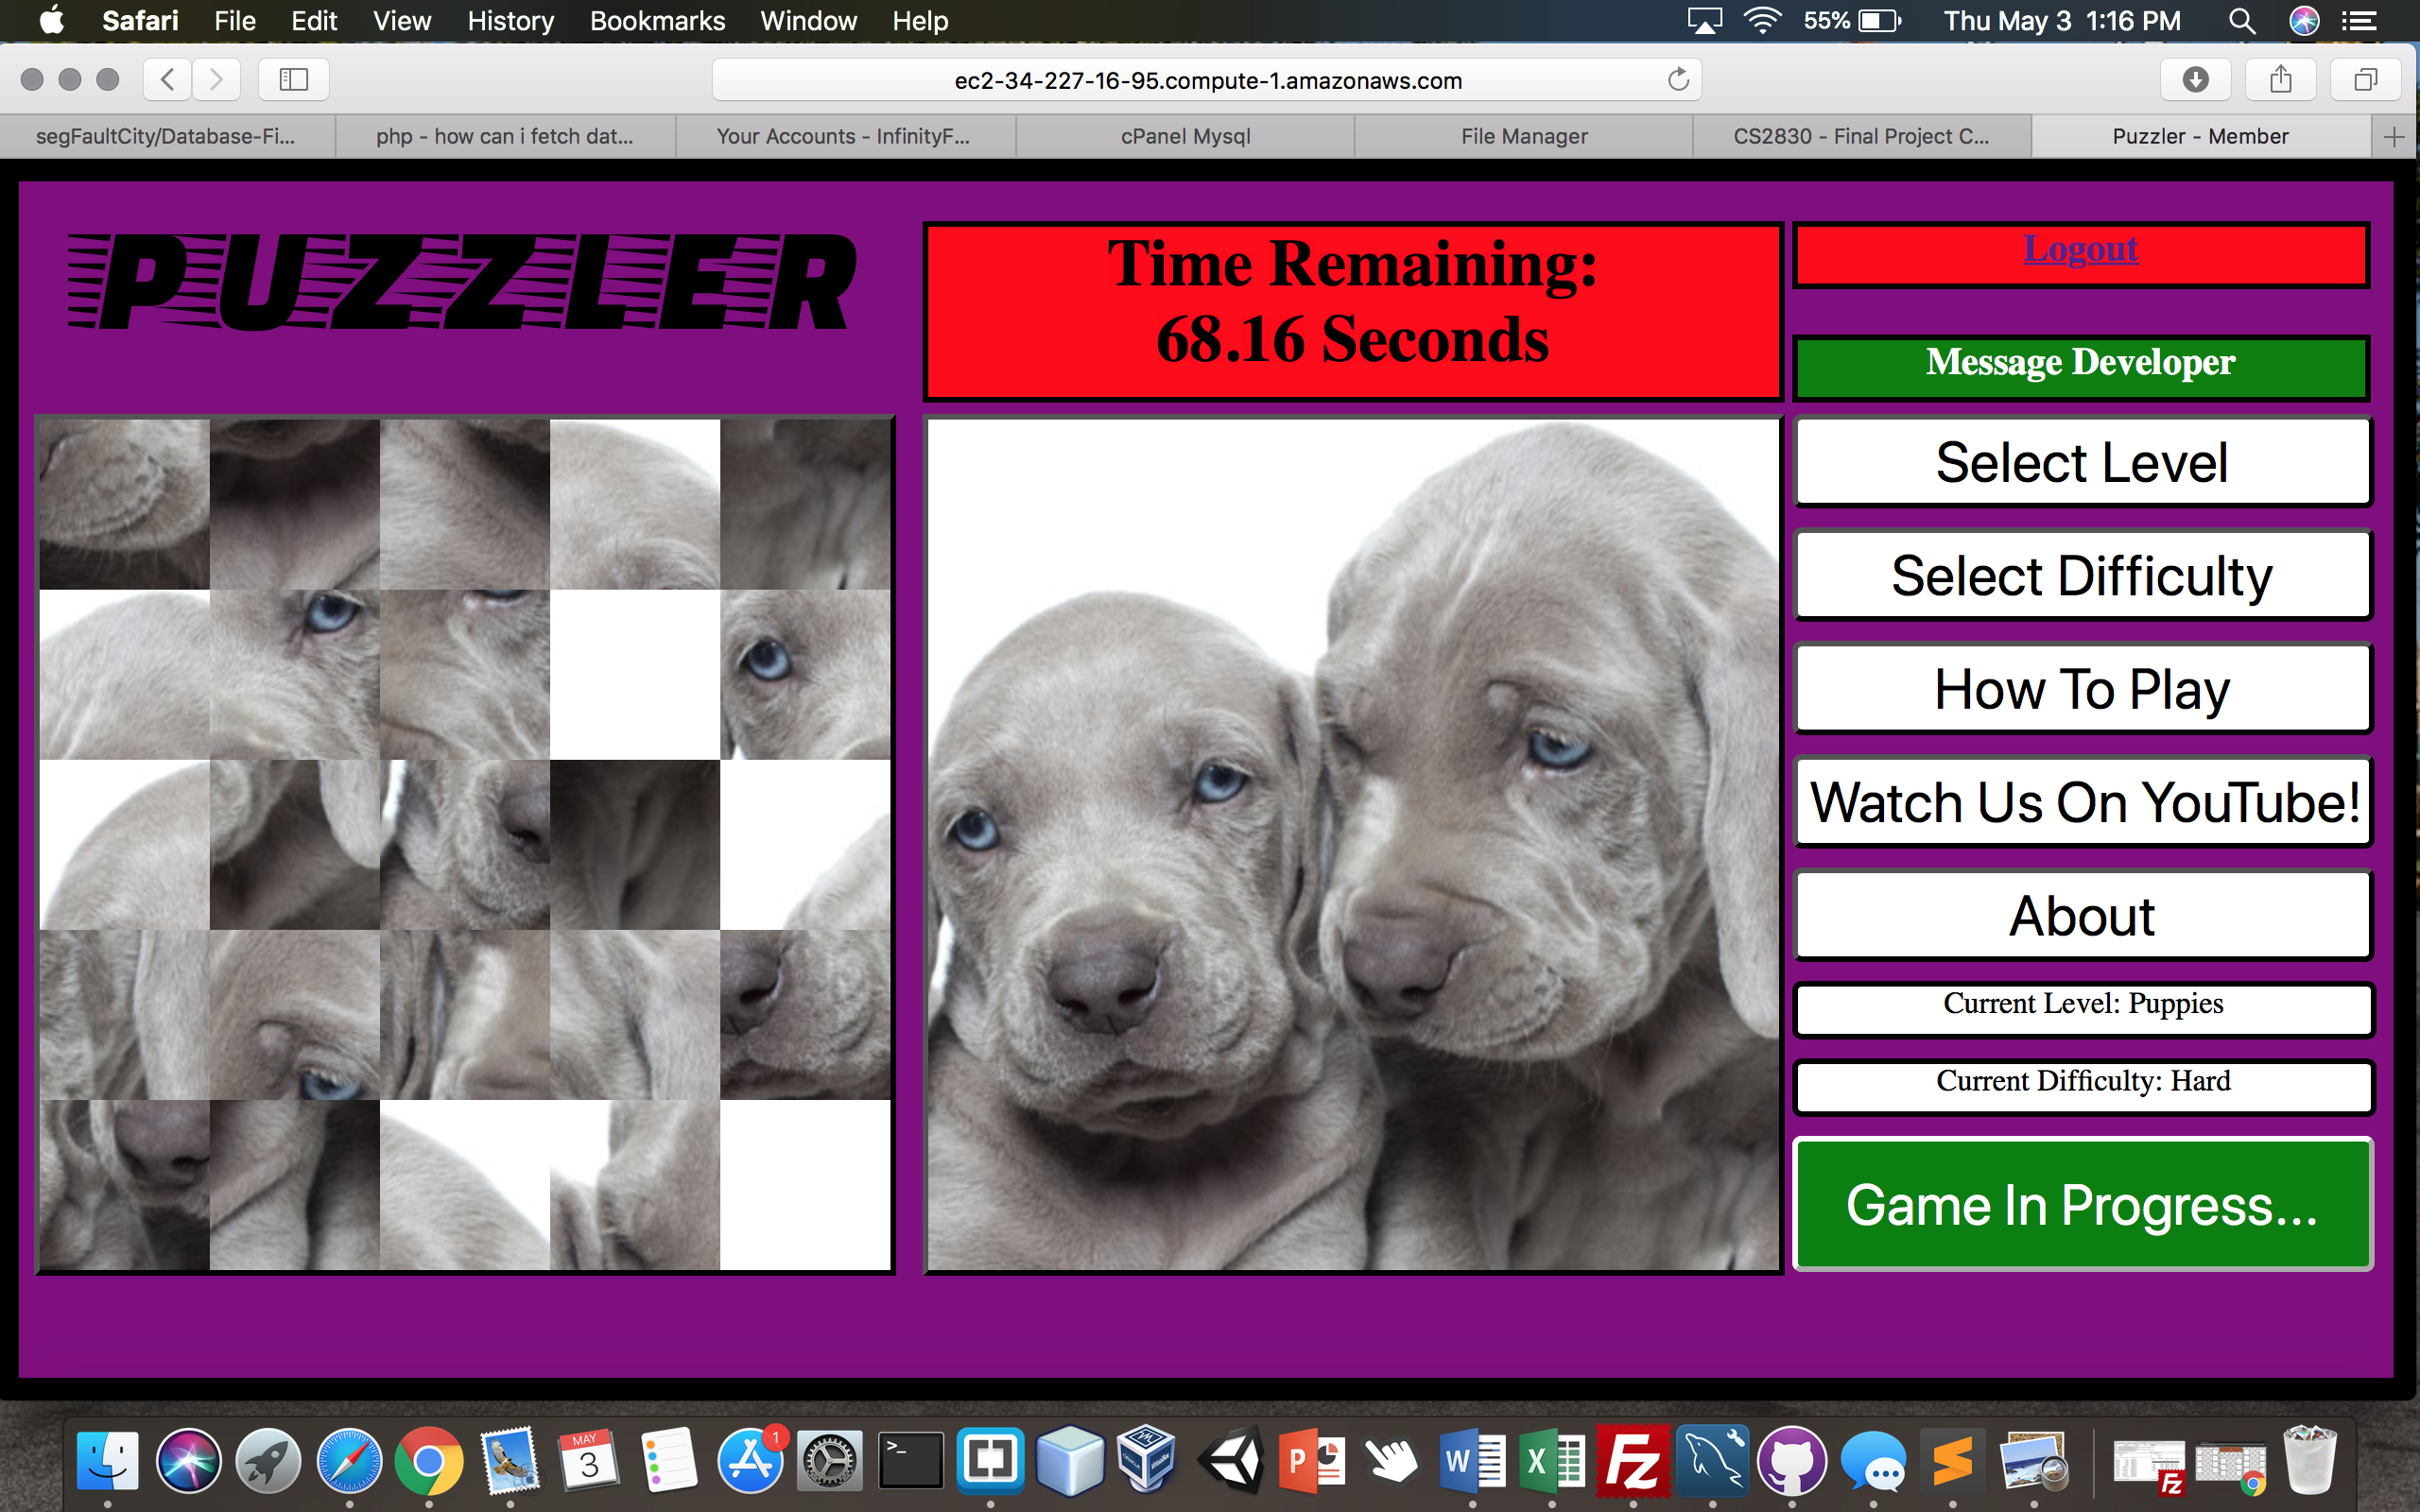 Safari File Edit View History Bookmarks Window Help 55% Thu May 3 1:16 PM
ec2-34-227-16-95.compute-1.amazonaws.com
segFaultCity/Database-Fi... php - how can i fetch dat... Your Accounts - InfinityF... cPanel Mysql File Manager CS2830 - Final Project C... Puzzler - Member
PUZZLER
Time Remaining:
68.16 Seconds
Logout
Message Developer
Select Level
Select Difficulty
How To Play
Watch Us On YouTube!
About
Current Level: Puppies
Current Difficulty: Hard
Game In Progress...
MAY
3
1
>_
P
W
X
Fz
Fz